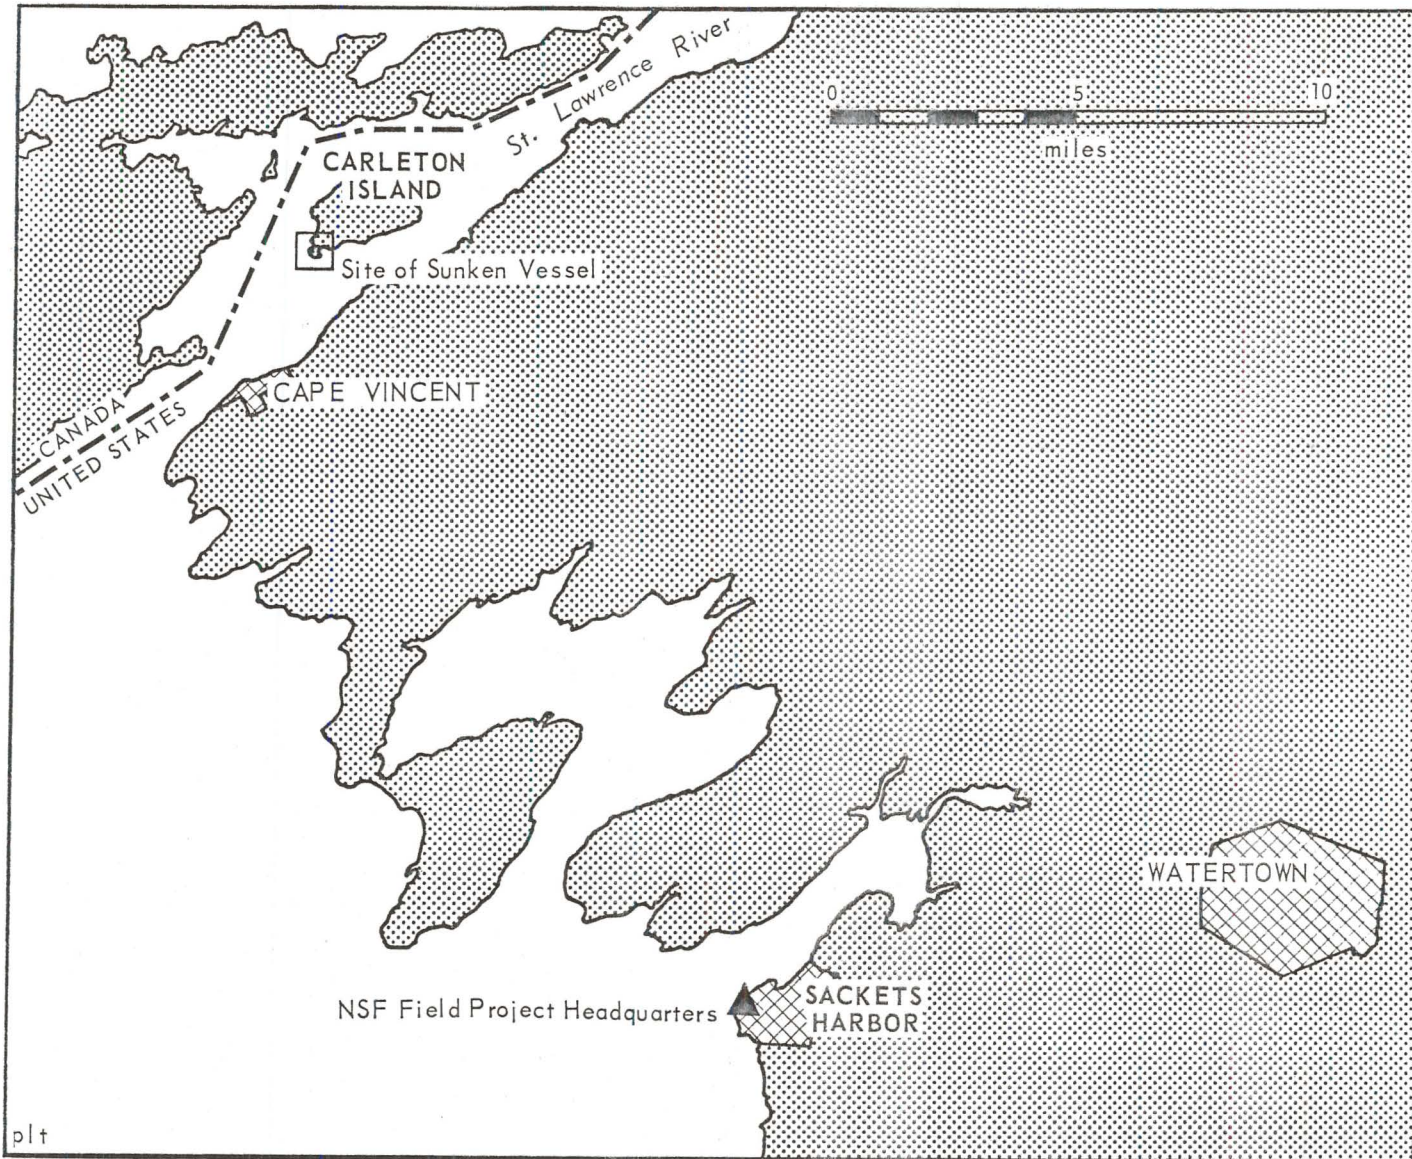 St. Lawrence River
0 5 10
miles
CARLETON
ISLAND
Site of Sunken Vessel
CAPE VINCENT
CANADA
UNITED STATES
WATERTOWN
NSF Field Project Headquarters
SACKETS
HARBOR
plt